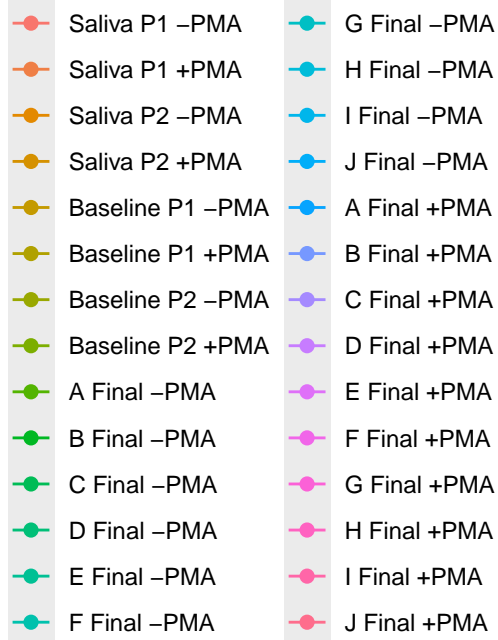 Saliva P1 −PMA
Saliva P1 +PMA
Saliva P2 −PMA
Saliva P2 +PMA
Baseline P1 −PMA
Baseline P1 +PMA
Baseline P2 −PMA
Baseline P2 +PMA
A Final −PMA
B Final −PMA
C Final −PMA
D Final −PMA
E Final −PMA
F Final −PMA
G Final −PMA
H Final −PMA
I Final −PMA
J Final −PMA
A Final +PMA
B Final +PMA
C Final +PMA
D Final +PMA
E Final +PMA
F Final +PMA
G Final +PMA
H Final +PMA
I Final +PMA
J Final +PMA